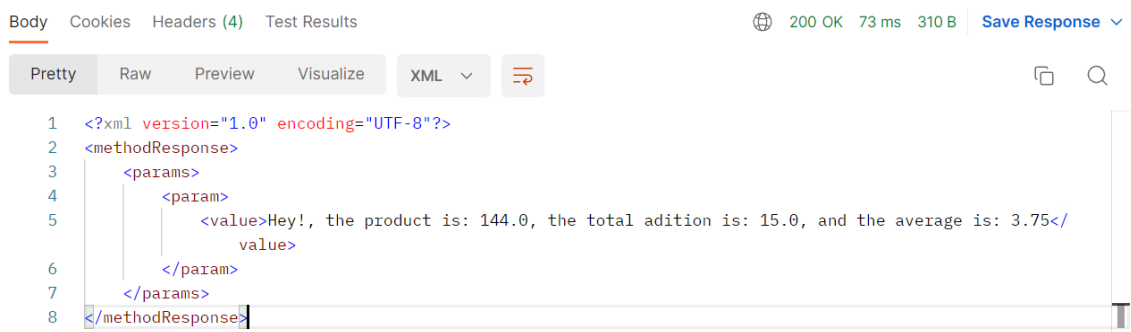 Body Cookies Headers (4) Test Results 200 OK 73 ms 310 B Save Response
Pretty Raw Preview Visualize XML
1 <?xml version="1.0" encoding="UTF-8"?>
2 <methodResponse>
3 <params>
4 <param>
5 <value>Hey!, the product is: 144.0, the total adition is: 15.0, and the average is: 3.75</
value>
6 </param>
7 </params>
8 </methodResponse>